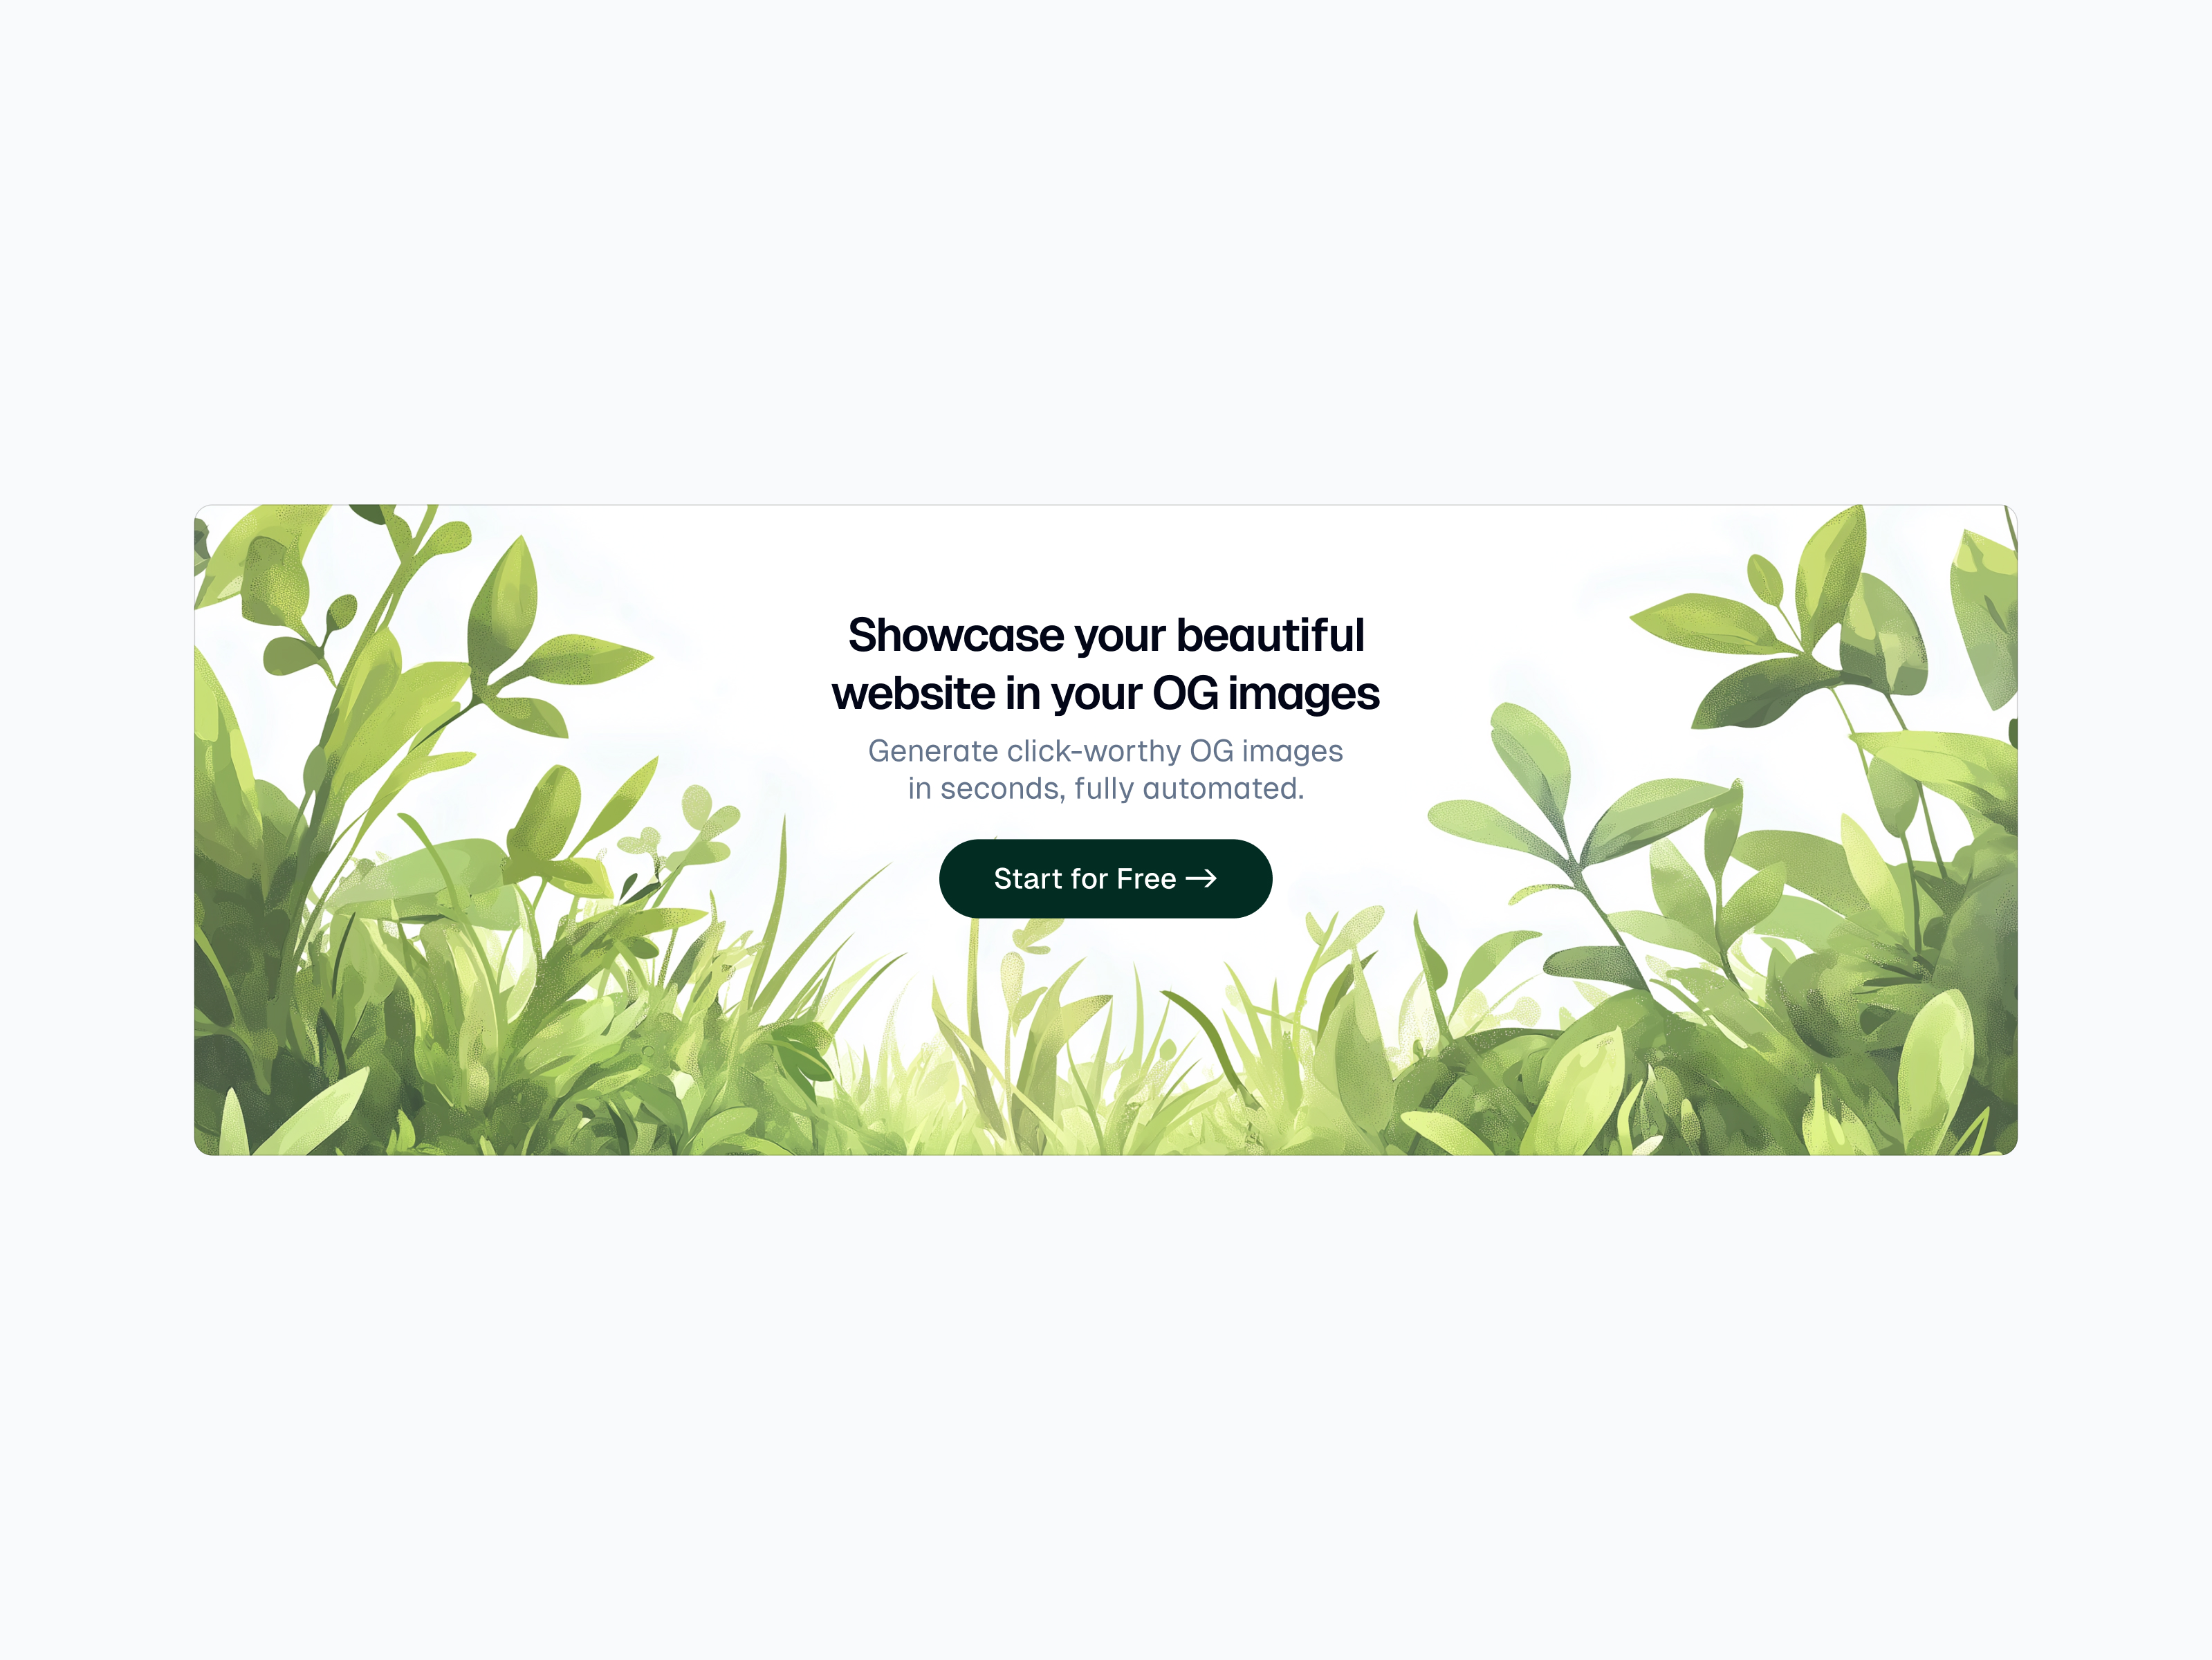 Showcase your beautiful
website in your OG images
Generate click-worthy OG images
in seconds, fully automated.
Start for Free →